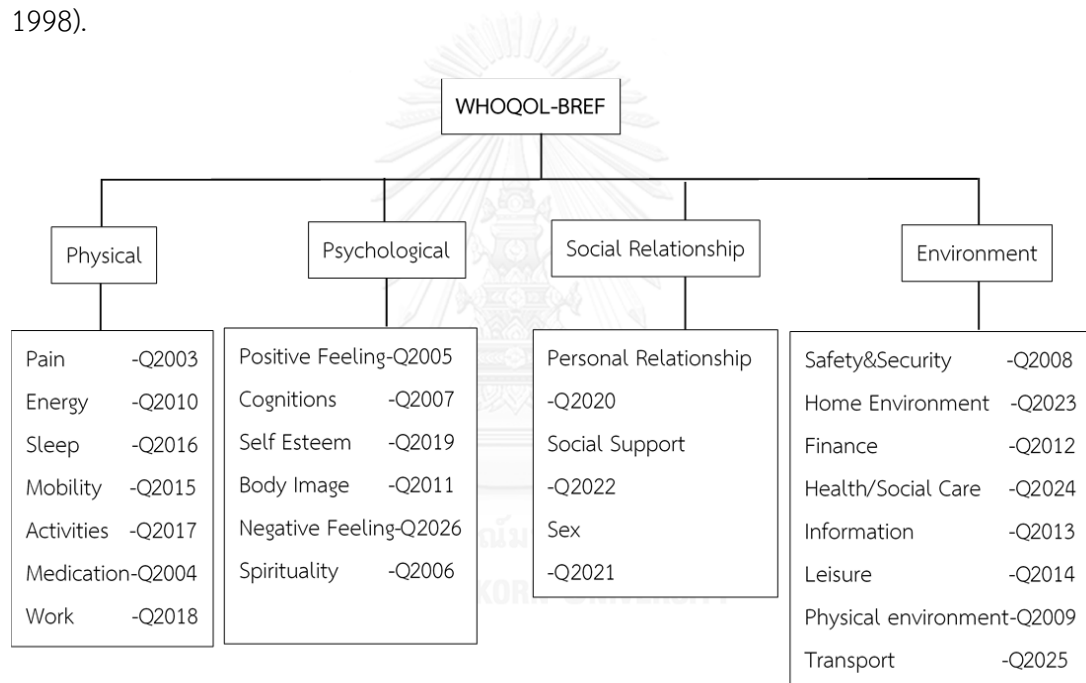 1998).
WHOQOL-BREF
Physical
Psychological
Social Relationship
Environment
Pain -Q2003
Energy -Q2010
Sleep -Q2016
Mobility -Q2015
Activities -Q2017
Medication-Q2004
Work -Q2018
Positive Feeling-Q2005
Cognitions -Q2007
Self Esteem -Q2019
Body Image -Q2011
Negative Feeling-Q2026
Spirituality -Q2006
Personal Relationship
-Q2020
Social Support
-Q2022
Sex
-Q2021
Safety&Security -Q2008
Home Environment -Q2023
Finance -Q2012
Health/Social Care -Q2024
Information -Q2013
Leisure -Q2014
Physical environment-Q2009
Transport -Q2025